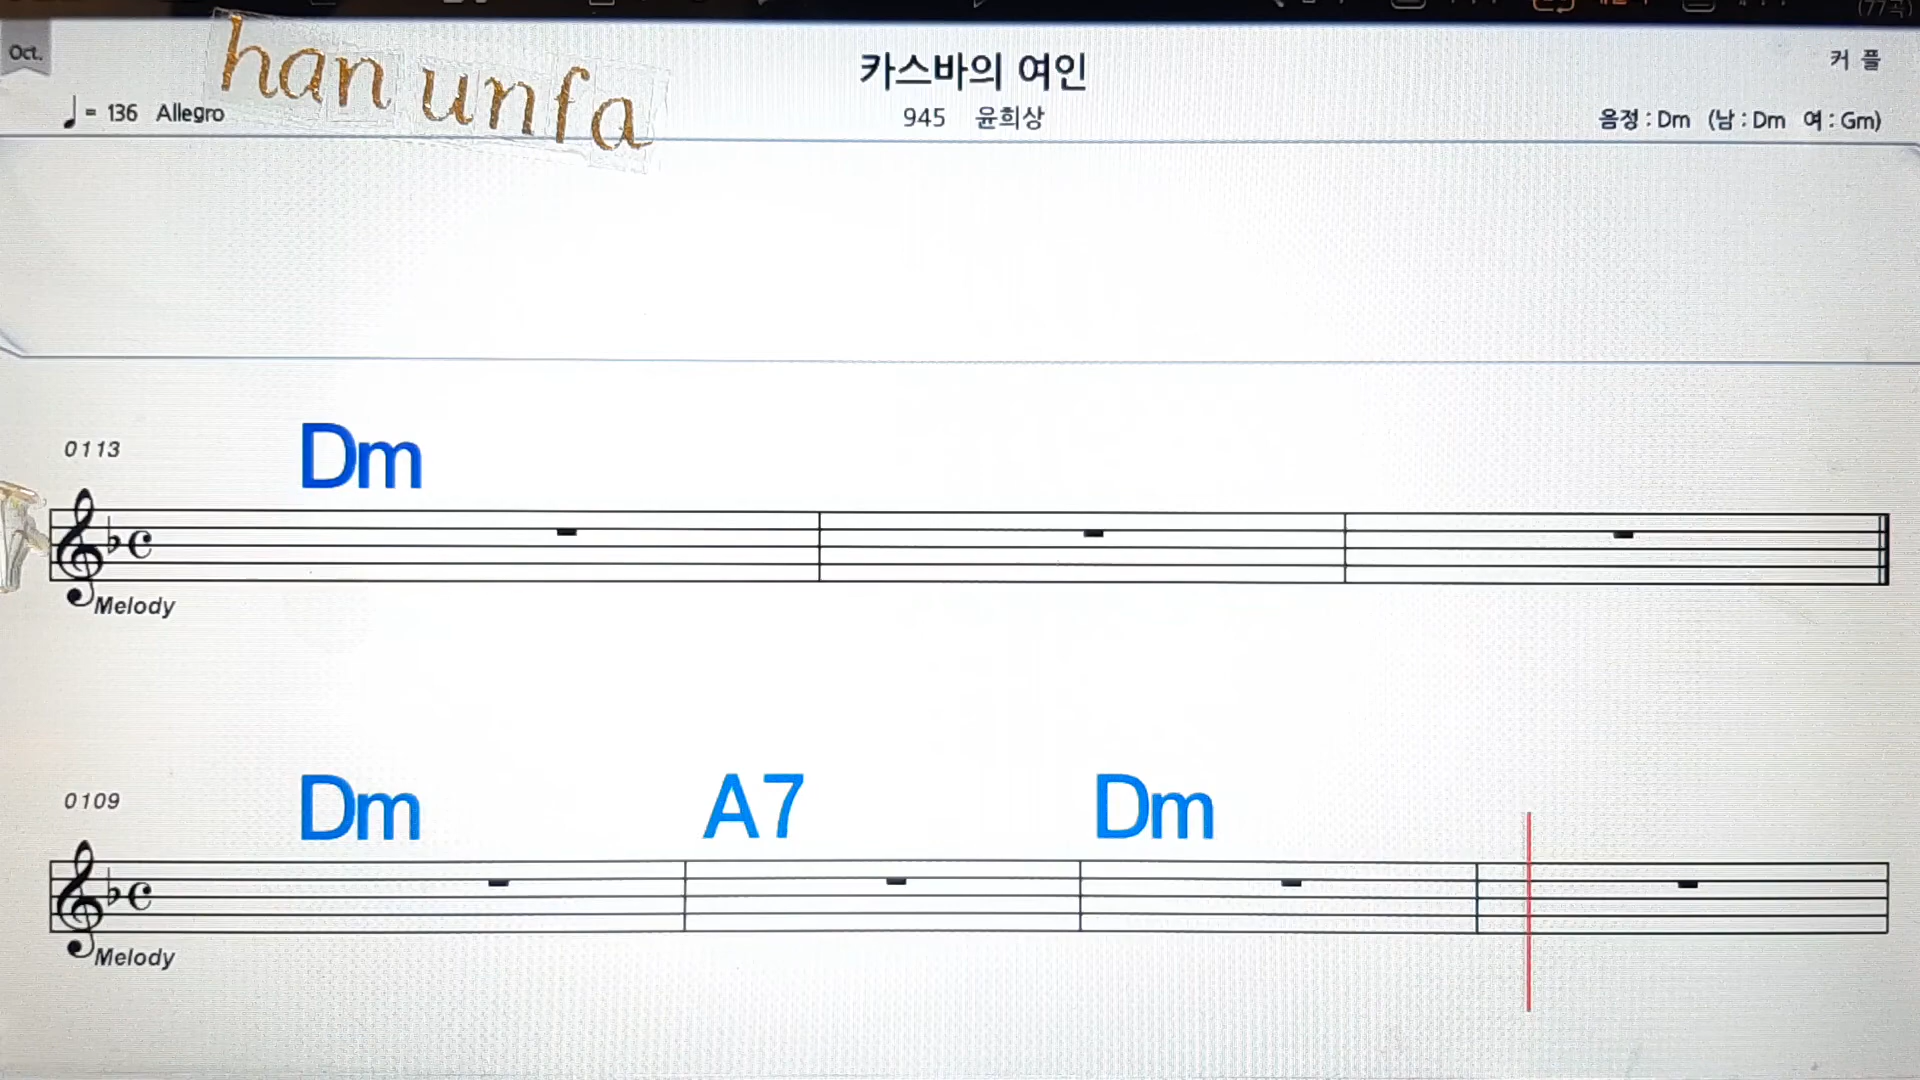 Oct.
han unfa
카스바의 여인
커 플
♩= 136 Allegro
945 윤희상
음정 : Dm (남 : Dm 여 : Gm)
Dm
0113
Melody
Dm A7 Dm
0109
Melody